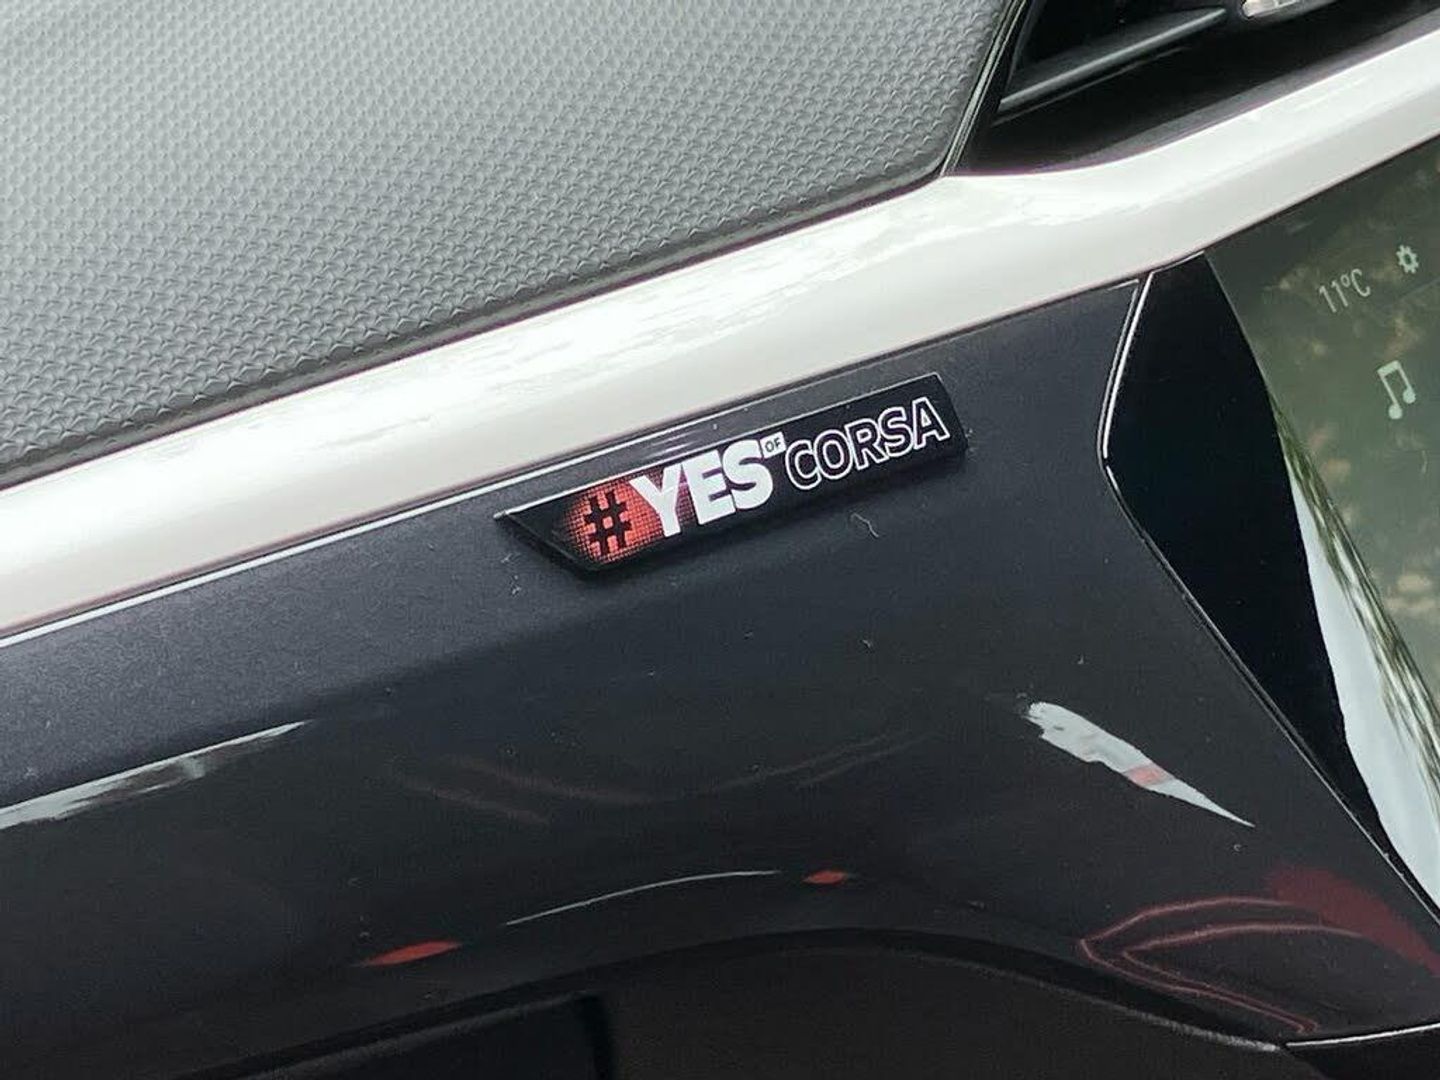 11°C
#YES OF CORSA